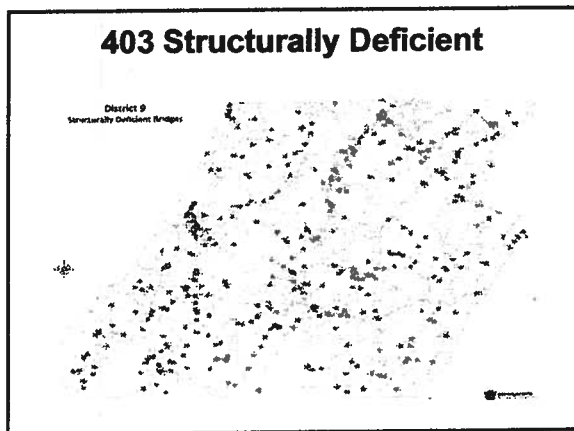 403 Structurally Deficient
District 9
Structurally Deficient Bridges